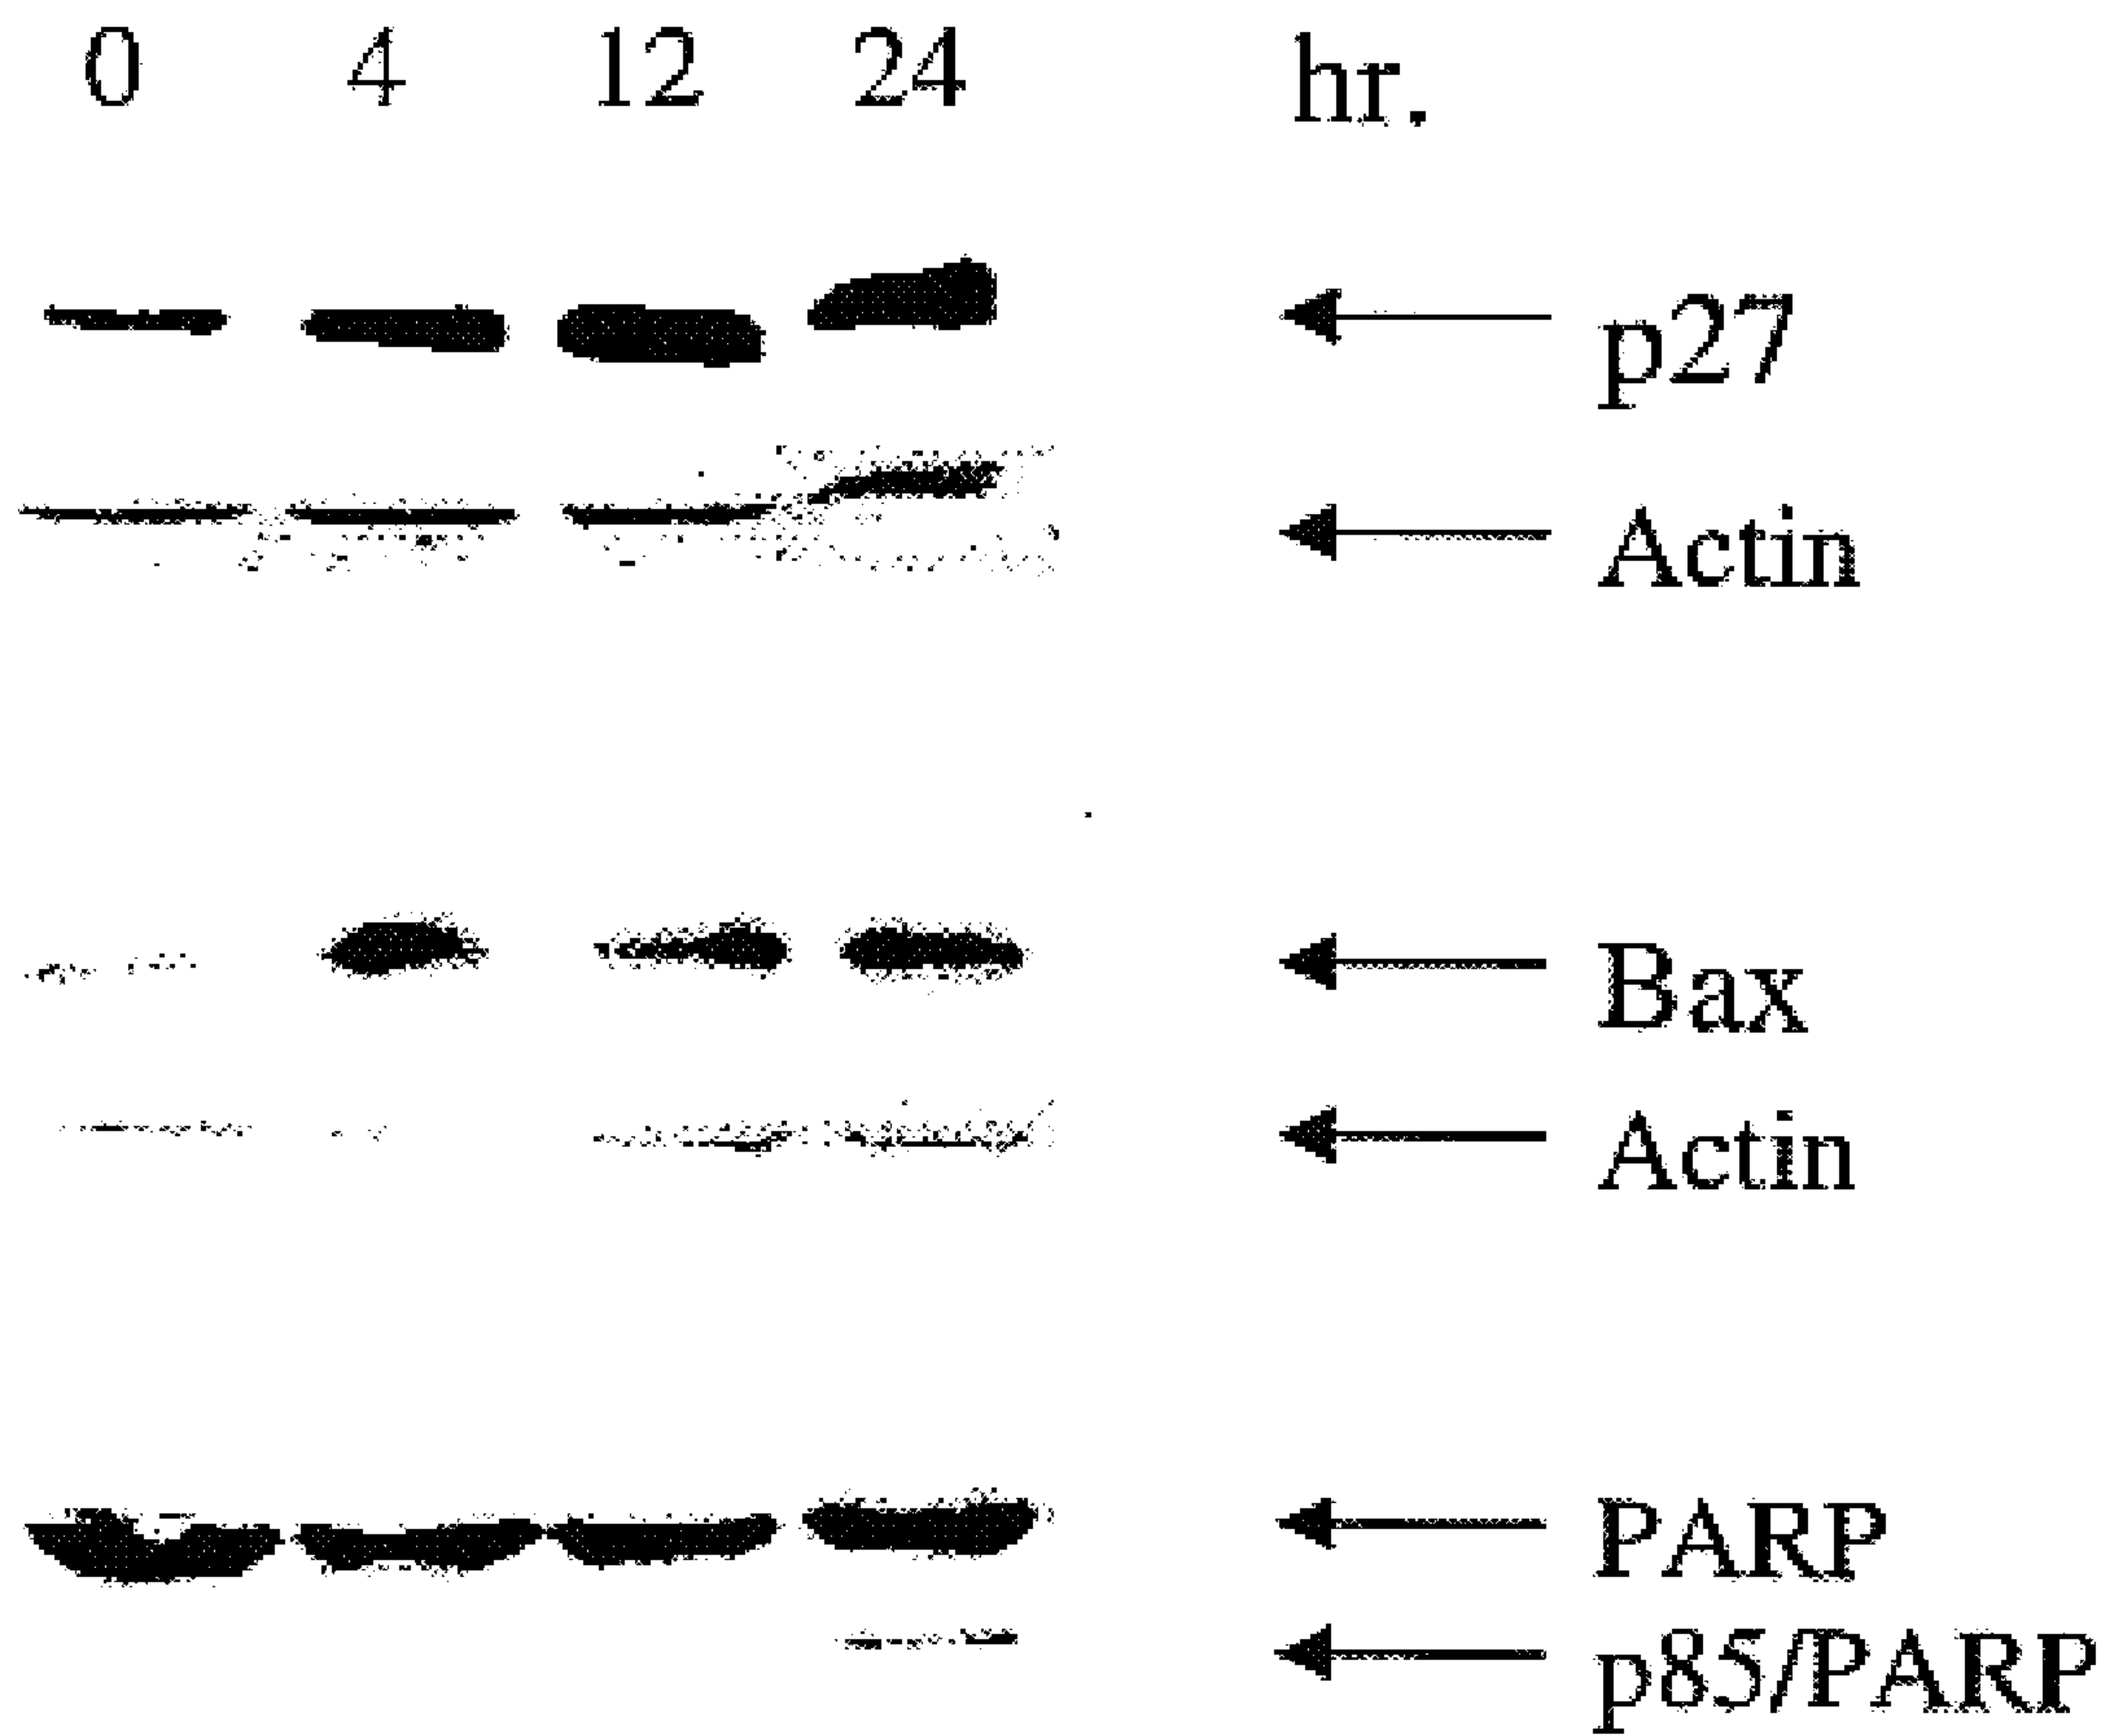 0 4 12 24 hr.
p27
Actin
Bax
Actin
PARP
p85/PARP